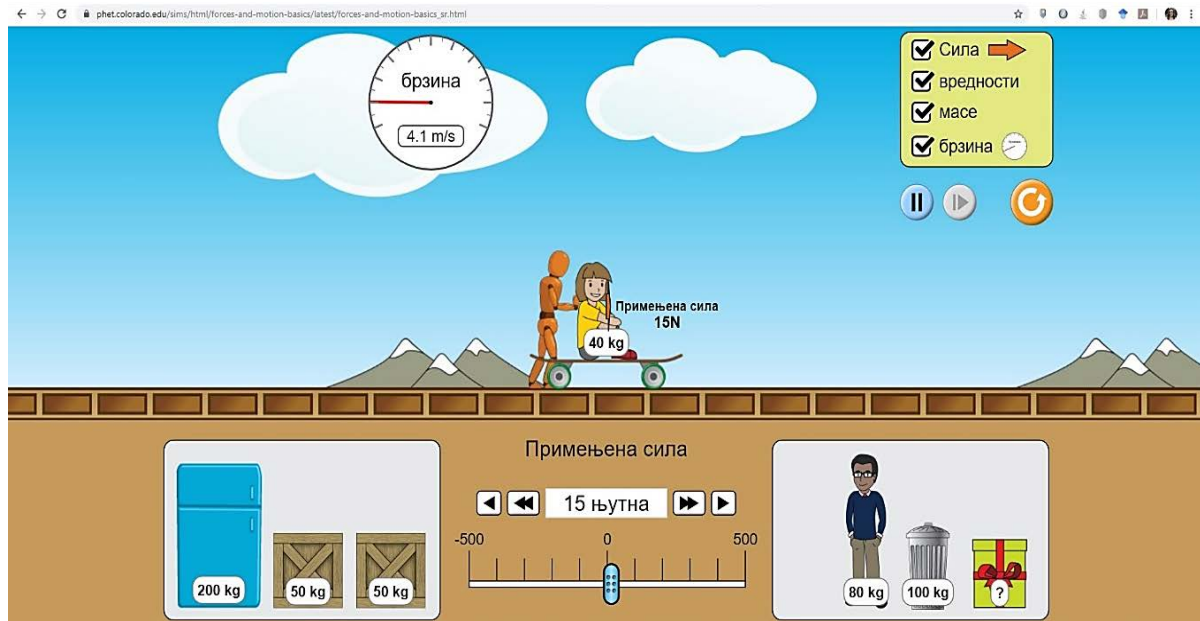 phet.colorado.edu/sims/html/forces-and-motion-basics/latest/forces-and-motion-basics_sr.html
брзина
4.1 m/s
Сила
вредности
масе
брзина
Примењена сила
15N
40 kg
Примењена сила
15 њутна
-500 0 500
200 kg
50 kg
50 kg
80 kg
100 kg
?